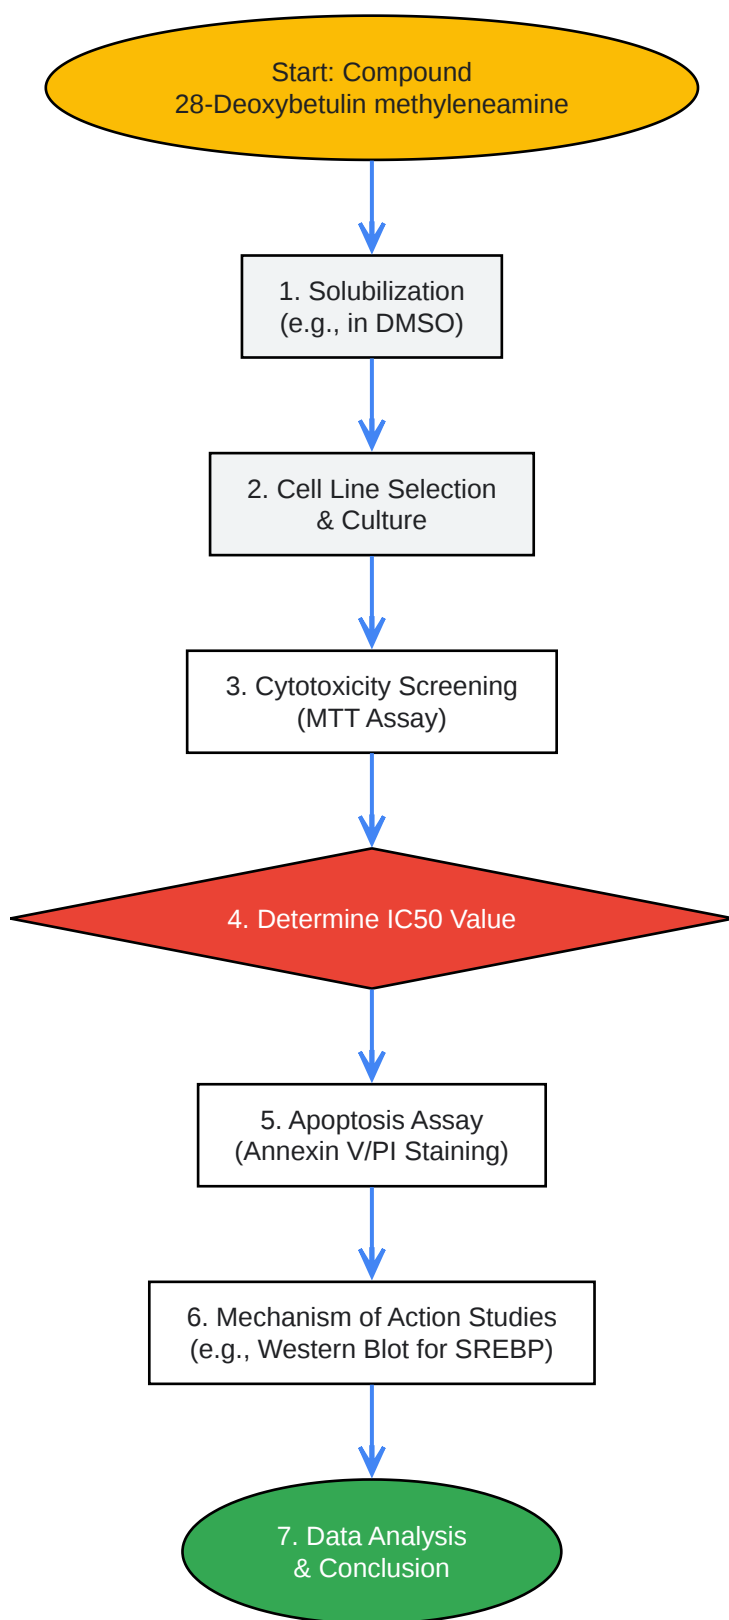 Start: Compound
28-Deoxybetulin methyleneamine
1. Solubilization
(e.g., in DMSO)
2. Cell Line Selection
& Culture
3. Cytotoxicity Screening
(MTT Assay)
4. Determine IC50 Value
5. Apoptosis Assay
(Annexin V/PI Staining)
6. Mechanism of Action Studies
(e.g., Western Blot for SREBP)
7. Data Analysis
& Conclusion